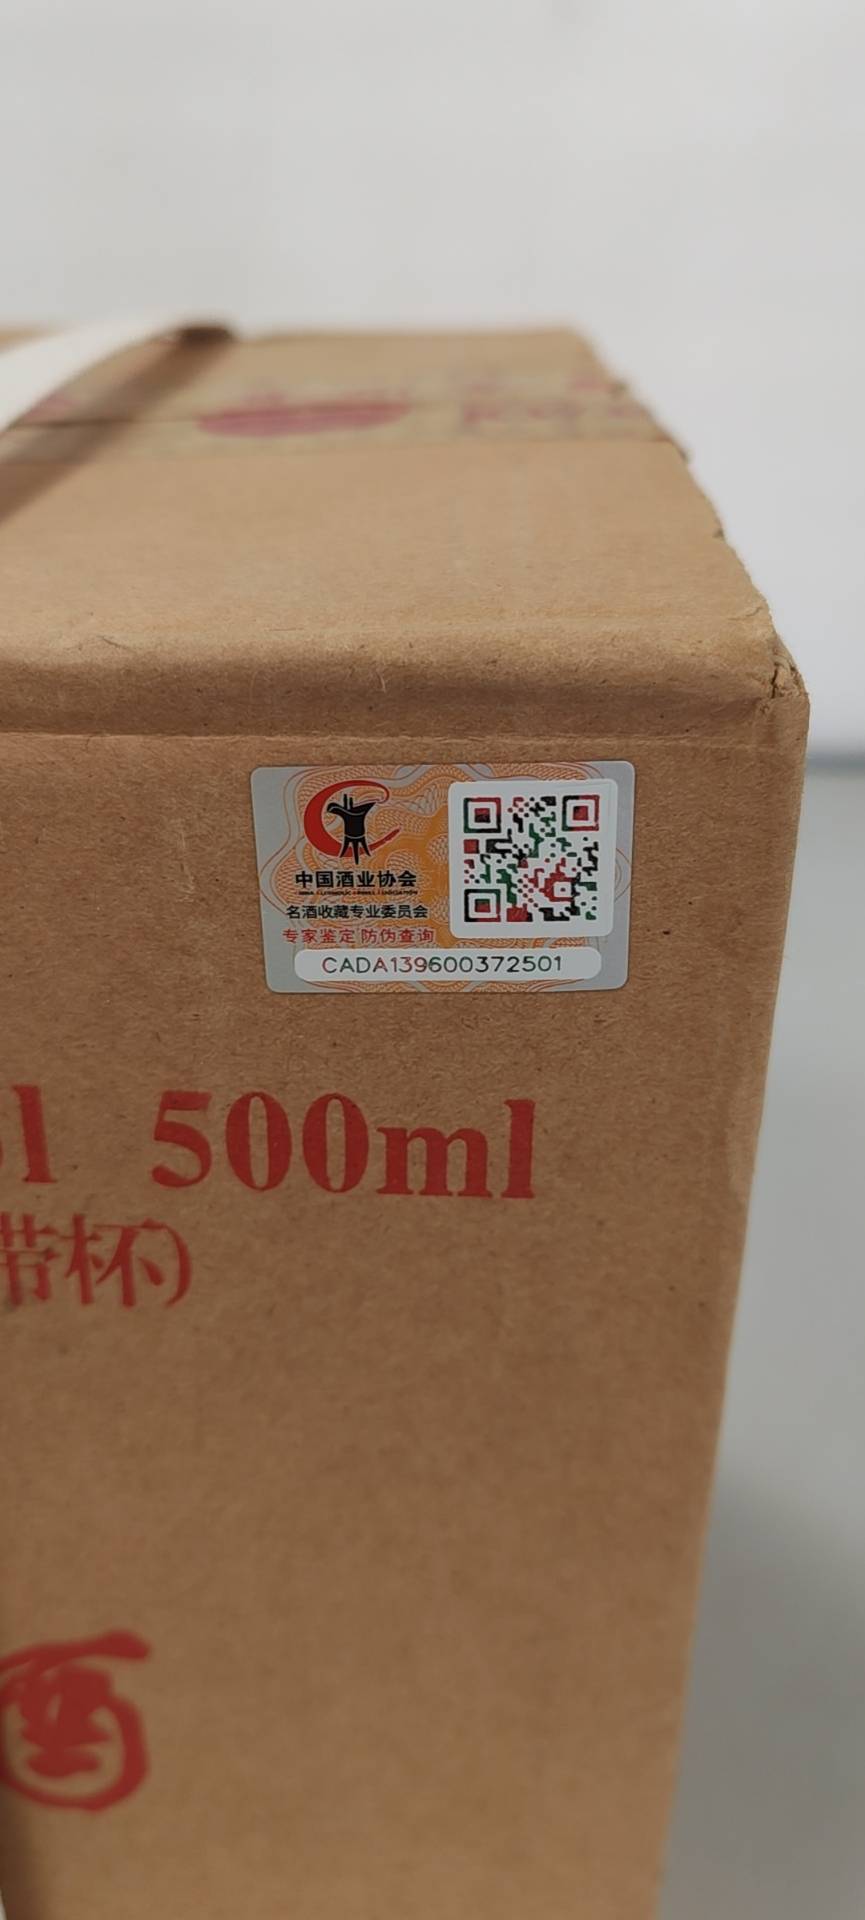 中国酒业协会
名酒收藏专业委员会
专家鉴定 防伪查询
CADA139600372501
500ml
带杯)
酒